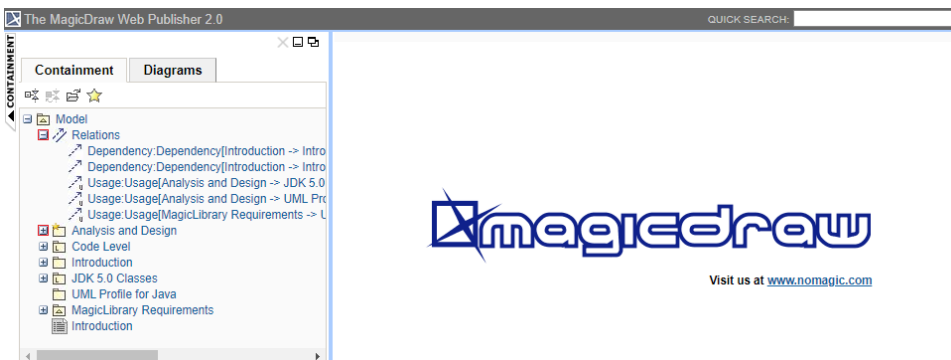 The MagicDraw Web Publisher 2.0
QUICK SEARCH:
CONTAINMENT
Containment
Diagrams
Model
Relations
Dependency:Dependency[Introduction -> Intro
Dependency:Dependency[Introduction -> Intro
Usage:Usage[Analysis and Design -> JDK 5.0
Usage:Usage[Analysis and Design -> UML Pro
Usage:Usage[MagicLibrary Requirements -> U
Analysis and Design
Code Level
Introduction
JDK 5.0 Classes
UML Profile for Java
MagicLibrary Requirements
Introduction
magicdraw
Visit us at www.nomagic.com